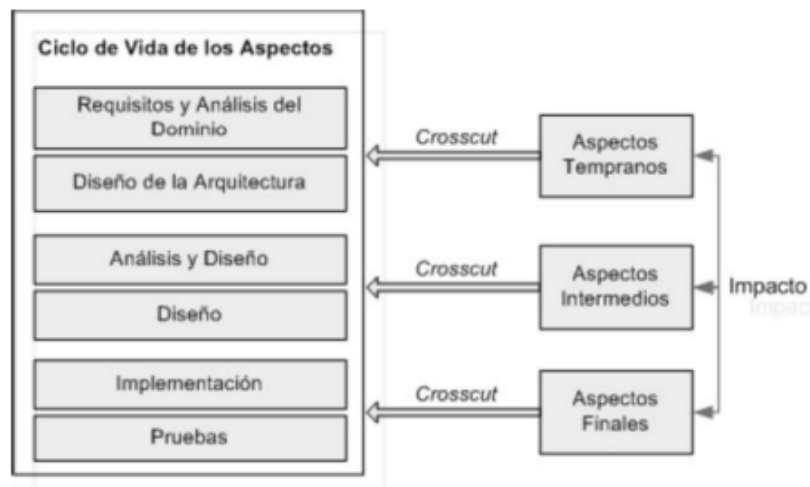 Ciclo de Vida de los Aspectos
Requisitos y Análisis del
Dominio
Diseño de la Arquitectura
Análisis y Diseño
Diseño
Implementación
Pruebas
Crosscut
Aspectos
Tempranos
Crosscut
Aspectos
Intermedios
Crosscut
Aspectos
Finales
Impacto
Impac